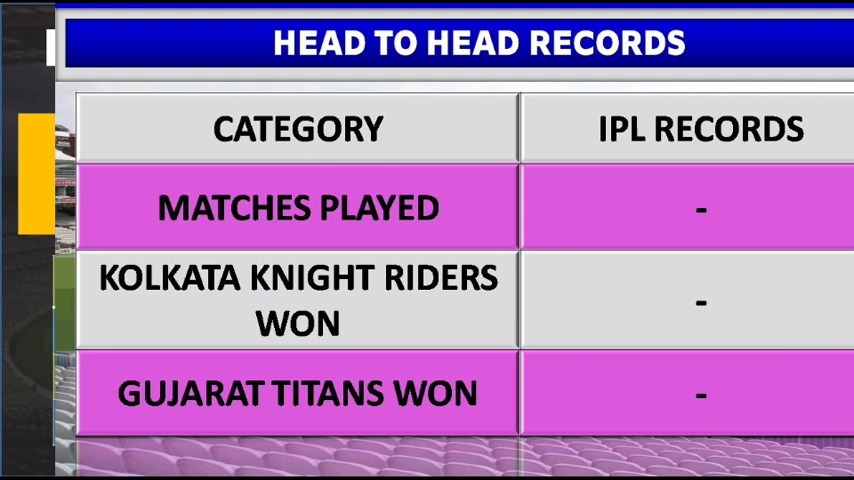 HEAD TO HEAD RECORDS
CATEGORY
IPL RECORDS
MATCHES PLAYED
-
KOLKATA KNIGHT RIDERS
WON
-
GUJARAT TITANS WON
-